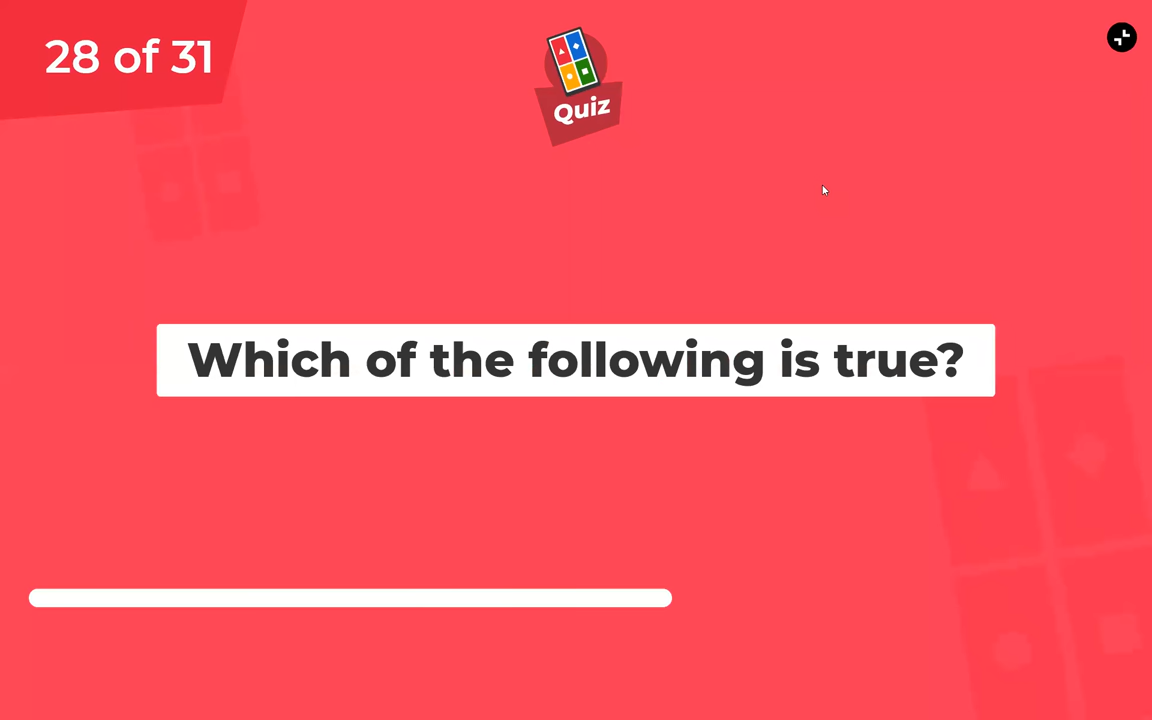 28 of 31
Quiz
Which of the following is true?